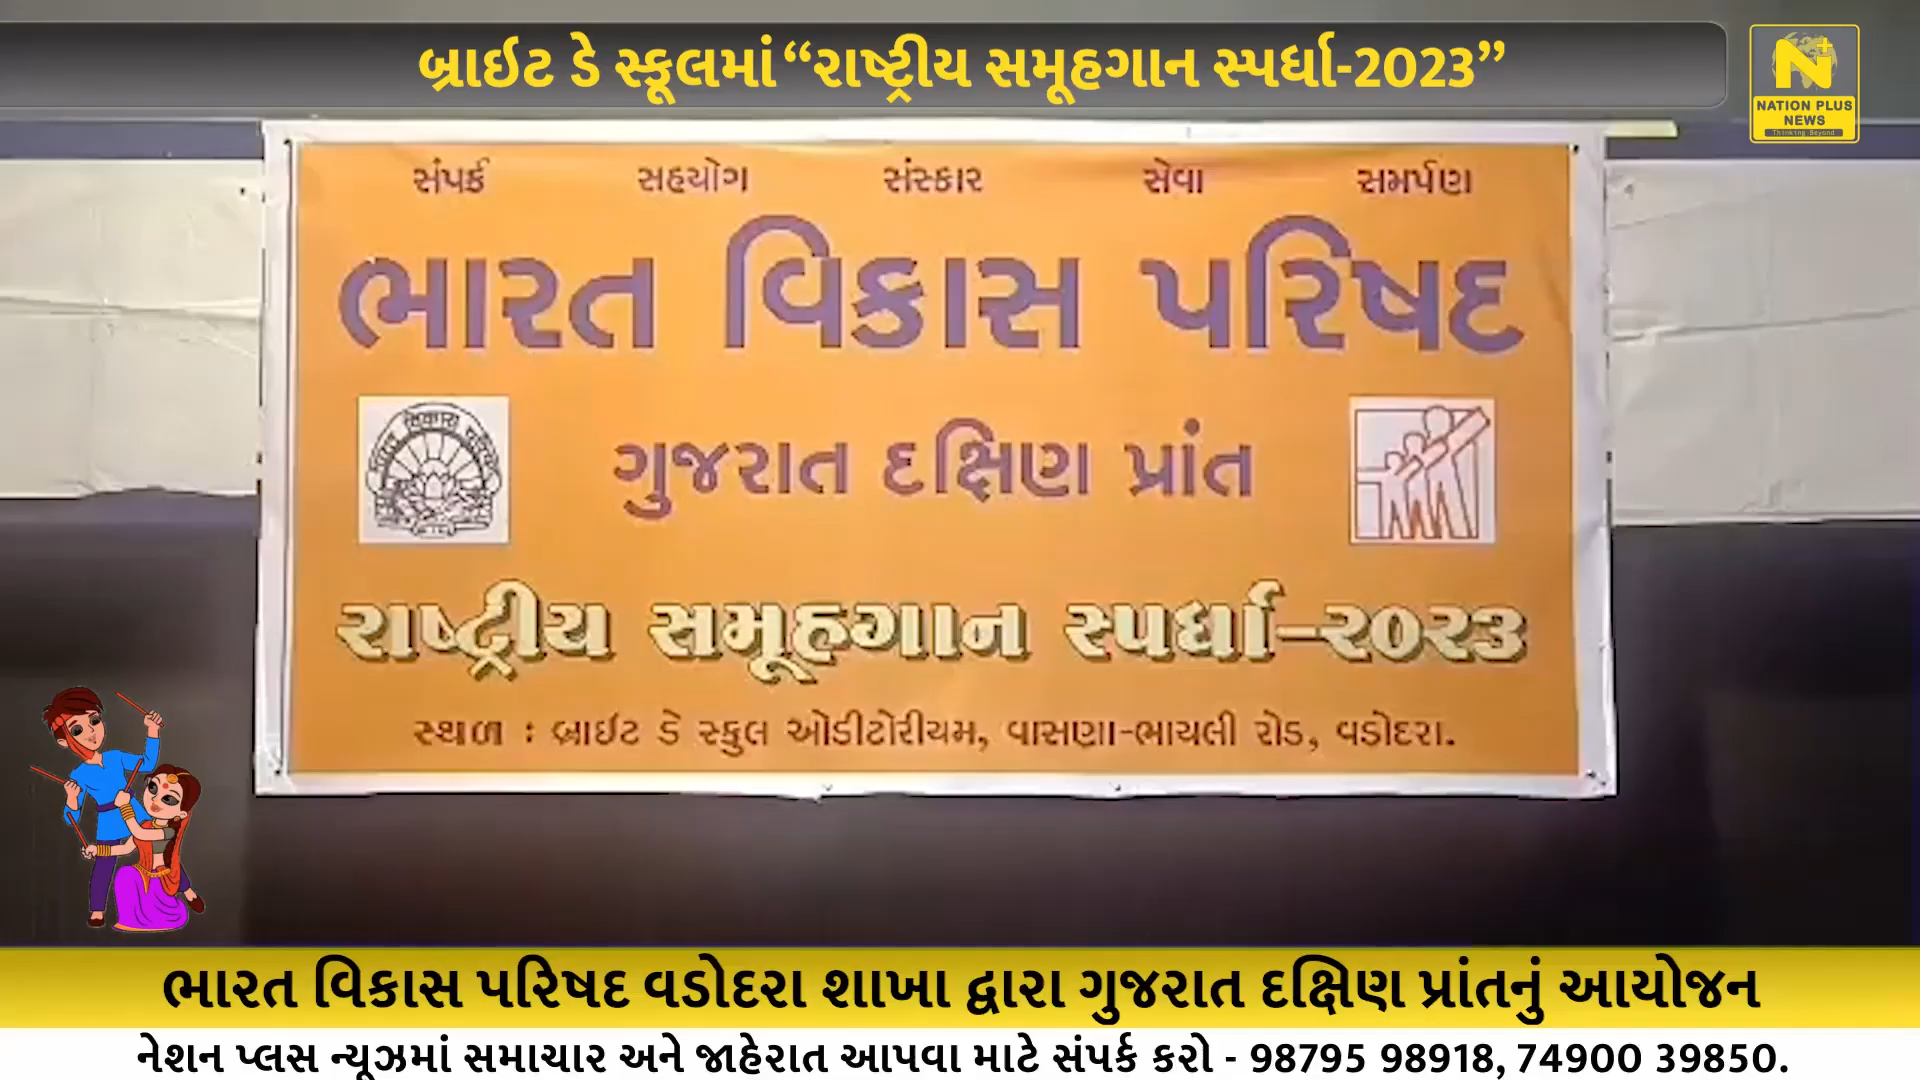 બ્રાઈટ ડે સ્કૂલમાં “રાષ્ટ્રીય સમૂહગાન સ્પર્ધા-2023”
N+
NATION PLUS
NEWS
Thinking Beyond
સંપર્ક સહયોગ સંસ્કાર સેવા સમર્પણ
ભારત વિકાસ પરિષદ
ગુજરાત દક્ષિણ પ્રાંત
રાષ્ટ્રીય સમૂહગાન સ્પર્ધા–૨૦૨૩
સ્થળ : બ્રાઈટ ડે સ્કુલ ઓડીટોરીયમ, વાસણા-ભાયલી રોડ, વડોદરા.
ભારત વિકાસ પરિષદ વડોદરા શાખા દ્વારા ગુજરાત દક્ષિણ પ્રાંતનું આયોજન
નેશન પ્લસ ન્યૂઝમાં સમાચાર અને જાહેરાત આપવા માટે સંપર્ક કરો - 98795 98918, 74900 39850.